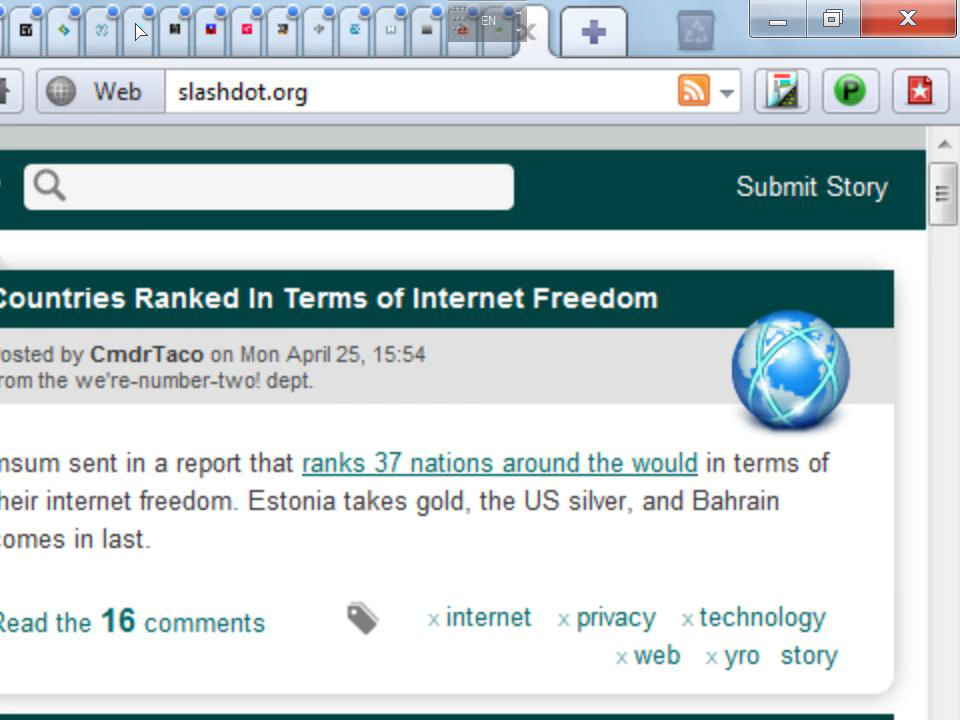 EN
Web slashdot.org
Submit Story
Countries Ranked In Terms of Internet Freedom
osted by CmdrTaco on Mon April 25, 15:54
rom the we're-number-two! dept.
msum sent in a report that ranks 37 nations around the would in terms of
heir internet freedom. Estonia takes gold, the US silver, and Bahrain
comes in last.
Read the 16 comments
x internet x privacy x technology
x web x yro story